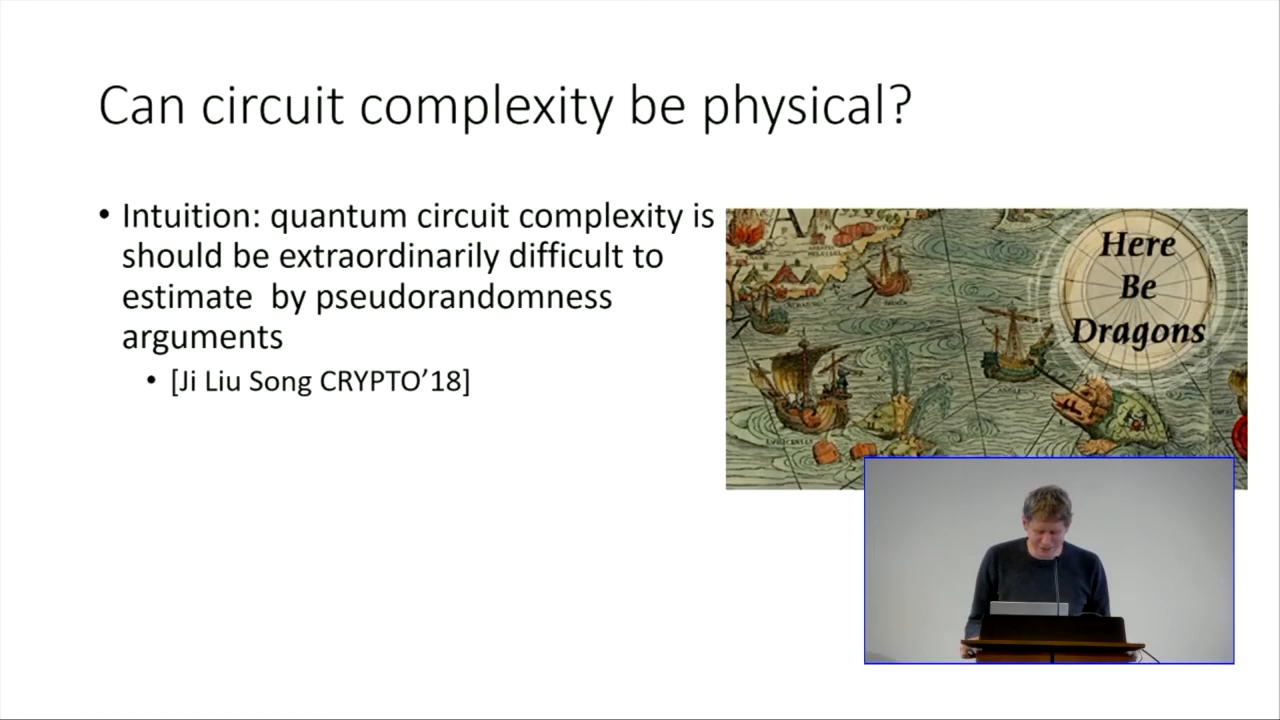 Can circuit complexity be physical?
• Intuition: quantum circuit complexity is
should be extraordinarily difficult to
estimate  by pseudorandomness
arguments
• [Ji Liu Song CRYPTO’18]
Here
Be
Dragons